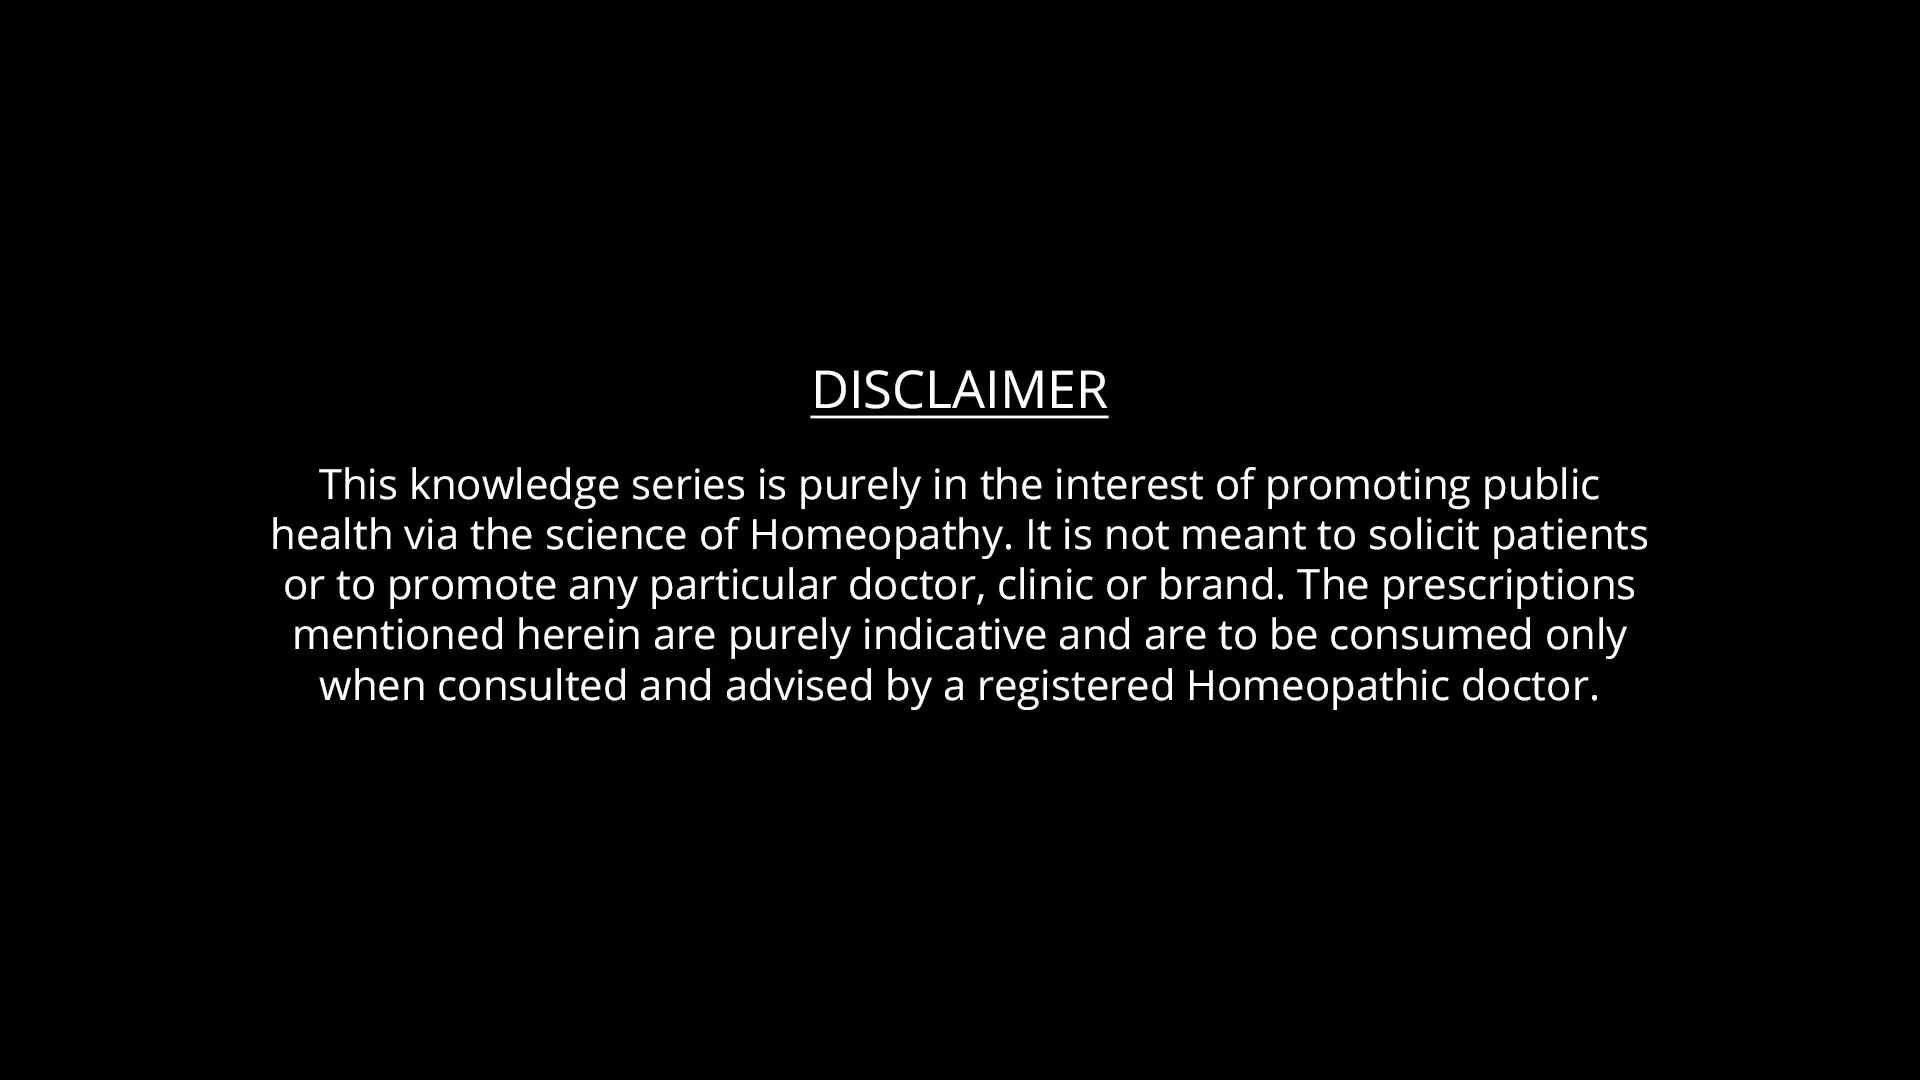 DISCLAIMER
This knowledge series is purely in the interest of promoting public
health via the science of Homeopathy. It is not meant to solicit patients
or to promote any particular doctor, clinic or brand. The prescriptions
mentioned herein are purely indicative and are to be consumed only
when consulted and advised by a registered Homeopathic doctor.